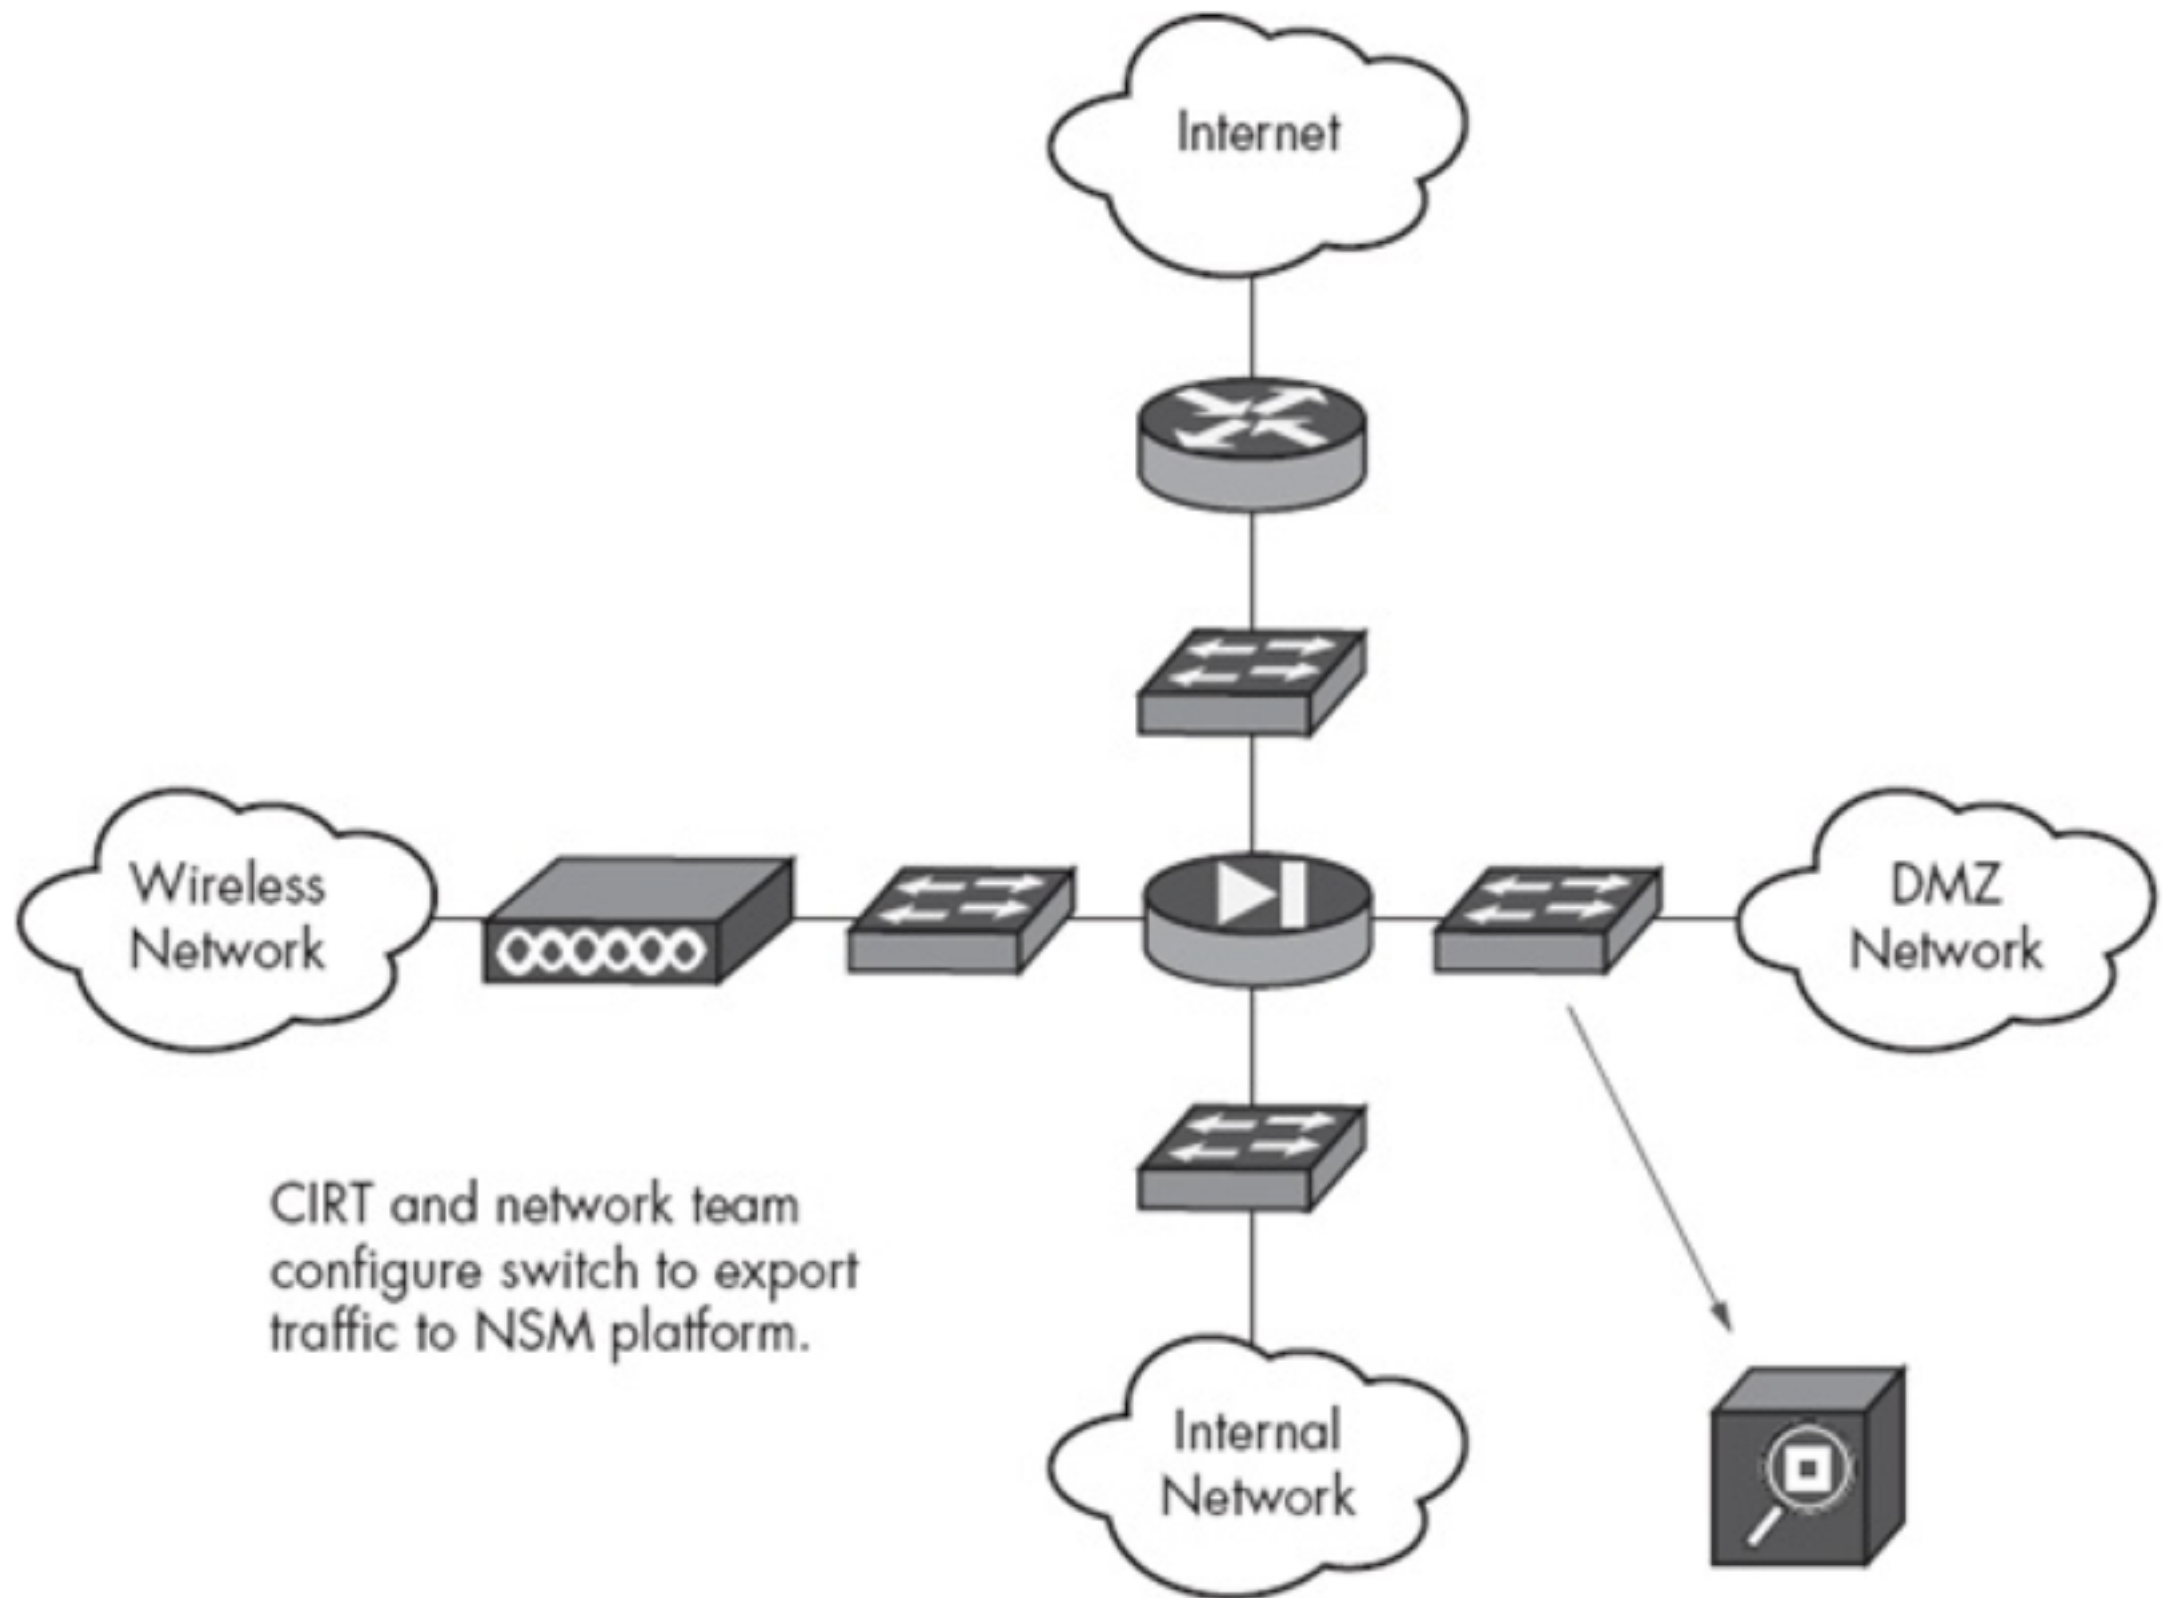 Internet
Wireless
Network
DMZ
Network
CIRT and network team
configure switch to export
traffic to NSM platform.
Internal
Network